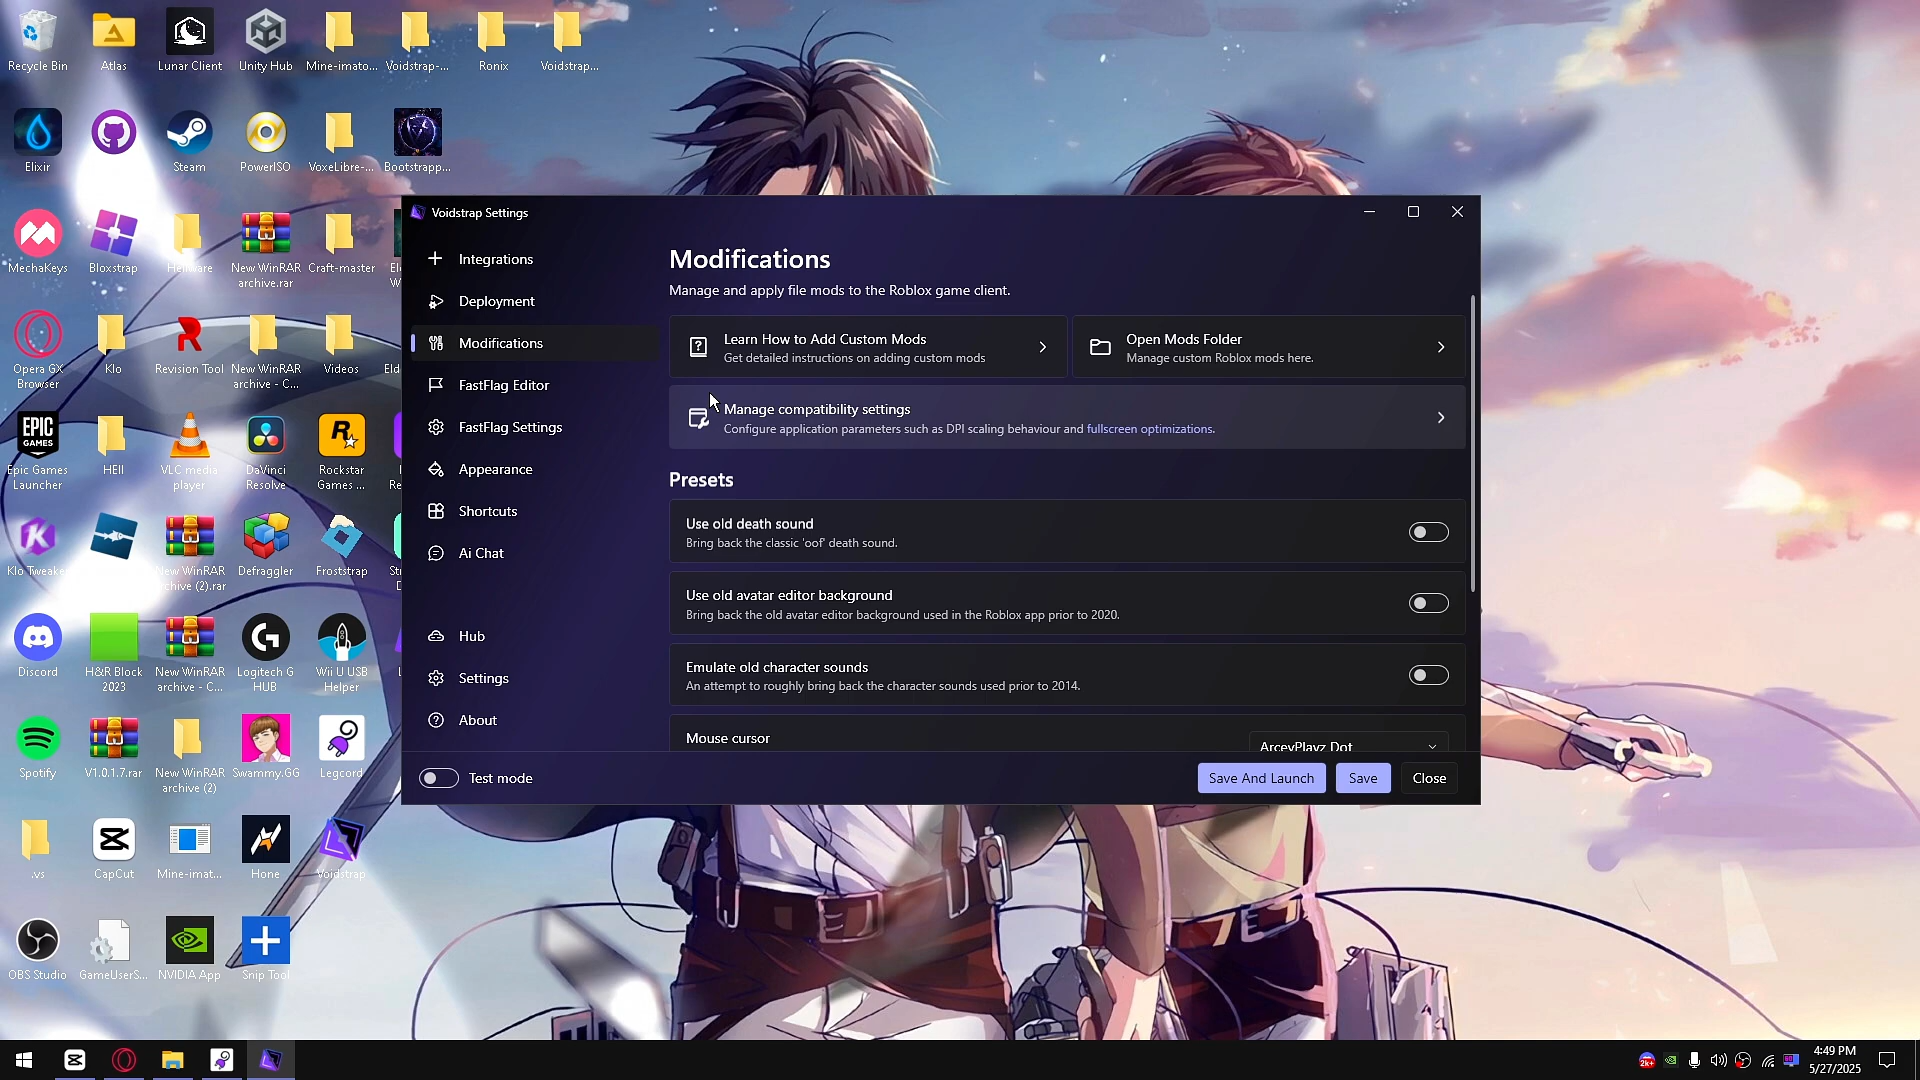 Recycle Bin
Atlas
Lunar Client
Unity Hub
Mine-imato...
Voidstrap-...
Ronix
Voidstrap...
Elixir
Steam
PowerISO
VoxeLibre-...
Bootstrapp...
MechaKeys
Bloxstrap
New WinRAR
archive.rar
Craft-master
Opera GX
Browser
Klo
Revision Tool
New WinRAR
archive - C...
Videos
Epic Games
Launcher
HEll
VLC media
player
DaVinci
Resolve
Rockstar
Games ...
Klo Tweaker
New WinRAR
archive (2).rar
Defraggler
Froststrap
Discord
H&R Block
2023
New WinRAR
archive - C...
Logitech G
HUB
Wii U USB
Helper
Spotify
V1.0.1.7.rar
New WinRAR
archive (2)
Swammy.GG
Legcord
.vs
CapCut
Mine-imat...
Hone
Voidstrap
OBS Studio
GameUserS...
NVIDIA App
Snip Tool
EPIC
GAMES
Voidstrap Settings
Integrations
Deployment
Modifications
FastFlag Editor
FastFlag Settings
Appearance
Shortcuts
Ai Chat
Hub
Settings
About
Modifications
Manage and apply file mods to the Roblox game client.
Learn How to Add Custom Mods
Get detailed instructions on adding custom mods
Open Mods Folder
Manage custom Roblox mods here.
Manage compatibility settings
Configure application parameters such as DPI scaling behaviour and fullscreen optimizations.
Presets
Use old death sound
Bring back the classic 'oof' death sound.
Use old avatar editor background
Bring back the old avatar editor background used in the Roblox app prior to 2020.
Emulate old character sounds
An attempt to roughly bring back the character sounds used prior to 2014.
Mouse cursor
ArceyPlayz Dot
Test mode
Save And Launch
Save
Close
2k+
4:49 PM
5/27/2025